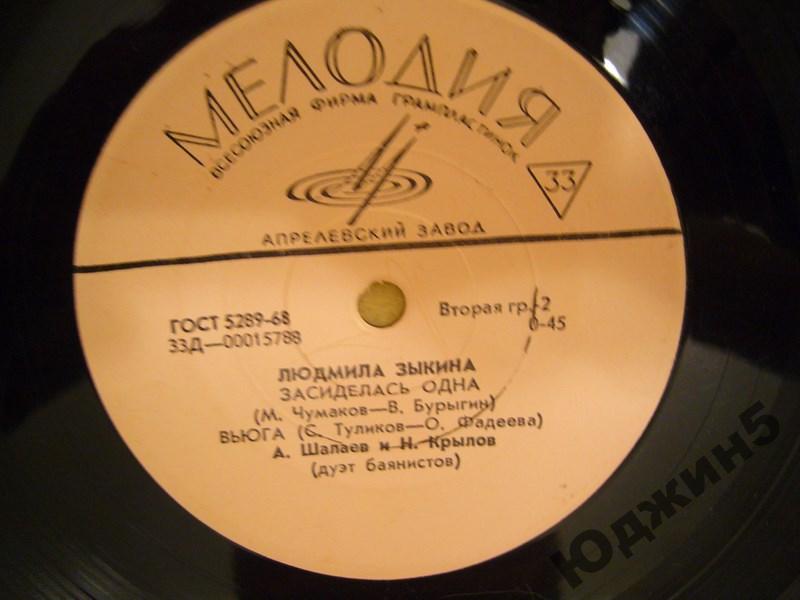 МЕЛОДИЯ
ВСЕСОЮЗНАЯ ФИРМА ГРАМПЛАСТИНОК
33
АПРЕЛЕВСКИЙ ЗАВОД
ГОСТ 5289-68
33Д—00015788
Вторая гр.-2
0-45
ЛЮДМИЛА ЗЫКИНА
ЗАСИДЕЛАСЬ ОДНА
(М. Чумаков—В. Бурыгин)
ВЬЮГА (С. Туликов—О. Фадеева)
А. Шалаев и Н. Крылов
(дуэт баянистов)
Юджин5